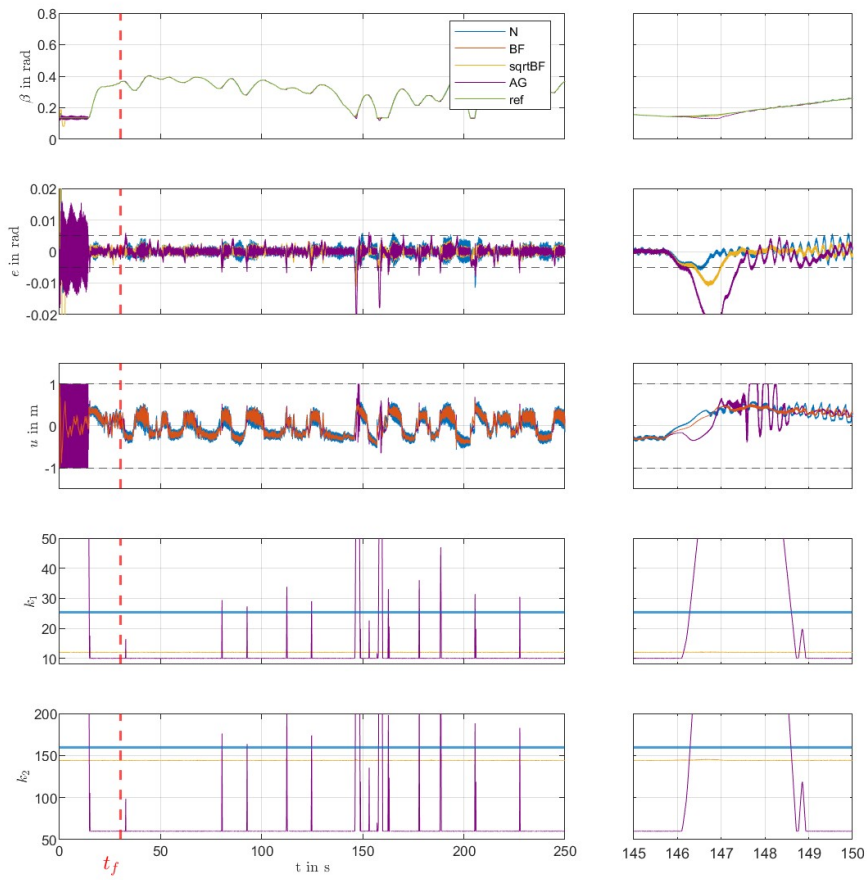 0.8
0.6
0.4
0.2
0
β in rad
N
BF
sqrtBF
AG
ref
0.02
0.01
0
-0.01
-0.02
e in rad
1
0
-1
u in m
50
40
30
20
10
k1
200
150
100
50
k2
0 50 100 150 200 250
145 146 147 148 149 150
t_f
t in s